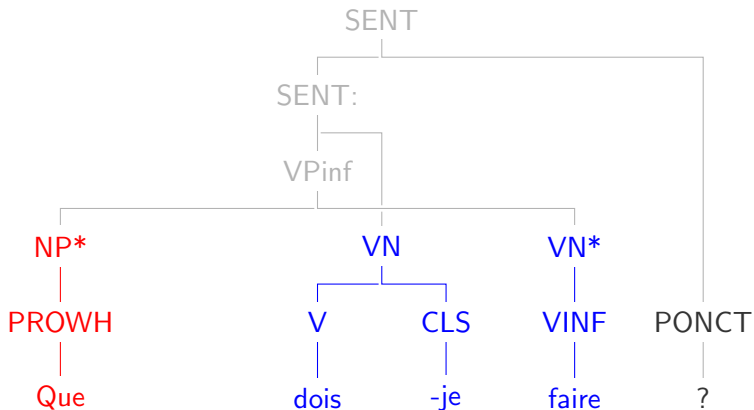 SENT
SENT:
VPinf
NP* VN VN*
PROWH V CLS VINF PONCT
Que dois -je faire ?